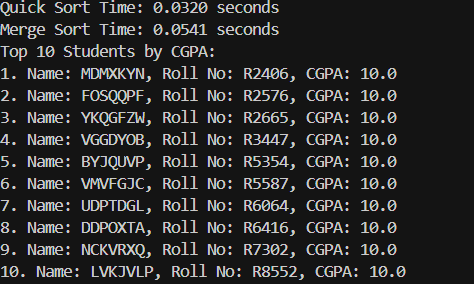 Quick Sort Time: 0.0320 seconds
Merge Sort Time: 0.0541 seconds
Top 10 Students by CGPA:
1. Name: MDMXKYN, Roll No: R2406, CGPA: 10.0
2. Name: FOSQQPF, Roll No: R2576, CGPA: 10.0
3. Name: YKQGFZW, Roll No: R2665, CGPA: 10.0
4. Name: VGGDYOB, Roll No: R3447, CGPA: 10.0
5. Name: BYJQUVP, Roll No: R5354, CGPA: 10.0
6. Name: VMVFGJC, Roll No: R5587, CGPA: 10.0
7. Name: UDPTDGL, Roll No: R6064, CGPA: 10.0
8. Name: DDPOXTA, Roll No: R6416, CGPA: 10.0
9. Name: NCKVRXQ, Roll No: R7302, CGPA: 10.0
10. Name: LVKJVLP, Roll No: R8552, CGPA: 10.0